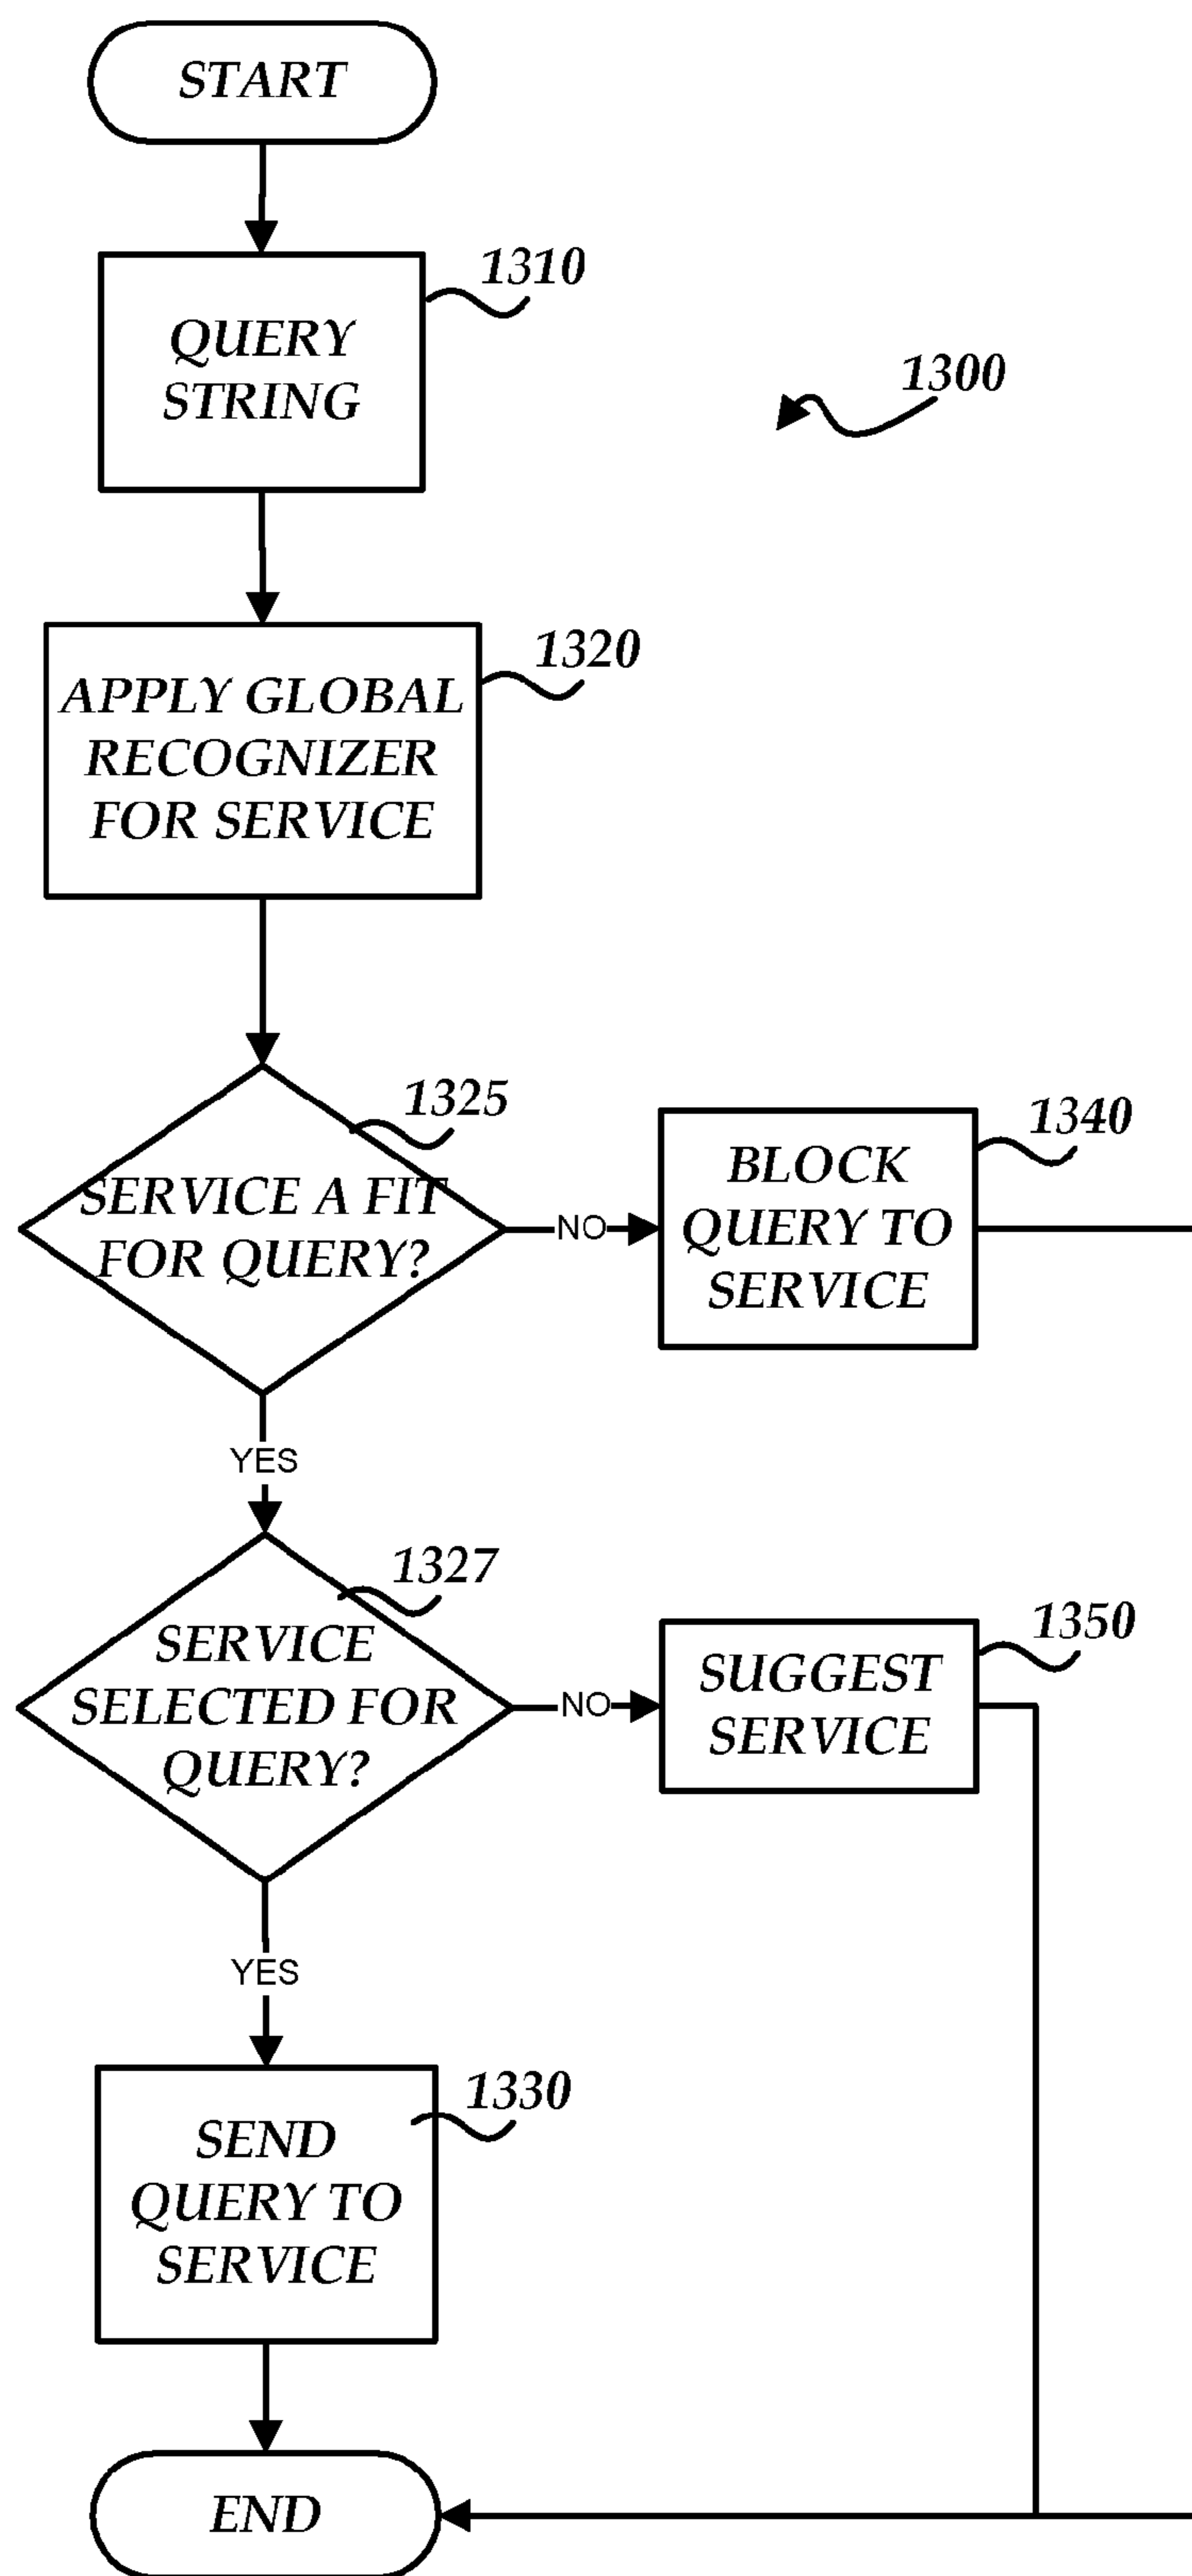 START
1310
QUERY
STRING
1300
1320
APPLY GLOBAL
RECOGNIZER
FOR SERVICE
1325
SERVICE A FIT
FOR QUERY?
NO
1340
BLOCK
QUERY TO
SERVICE
YES
1327
SERVICE
SELECTED FOR
QUERY?
NO
1350
SUGGEST
SERVICE
YES
1330
SEND
QUERY TO
SERVICE
END